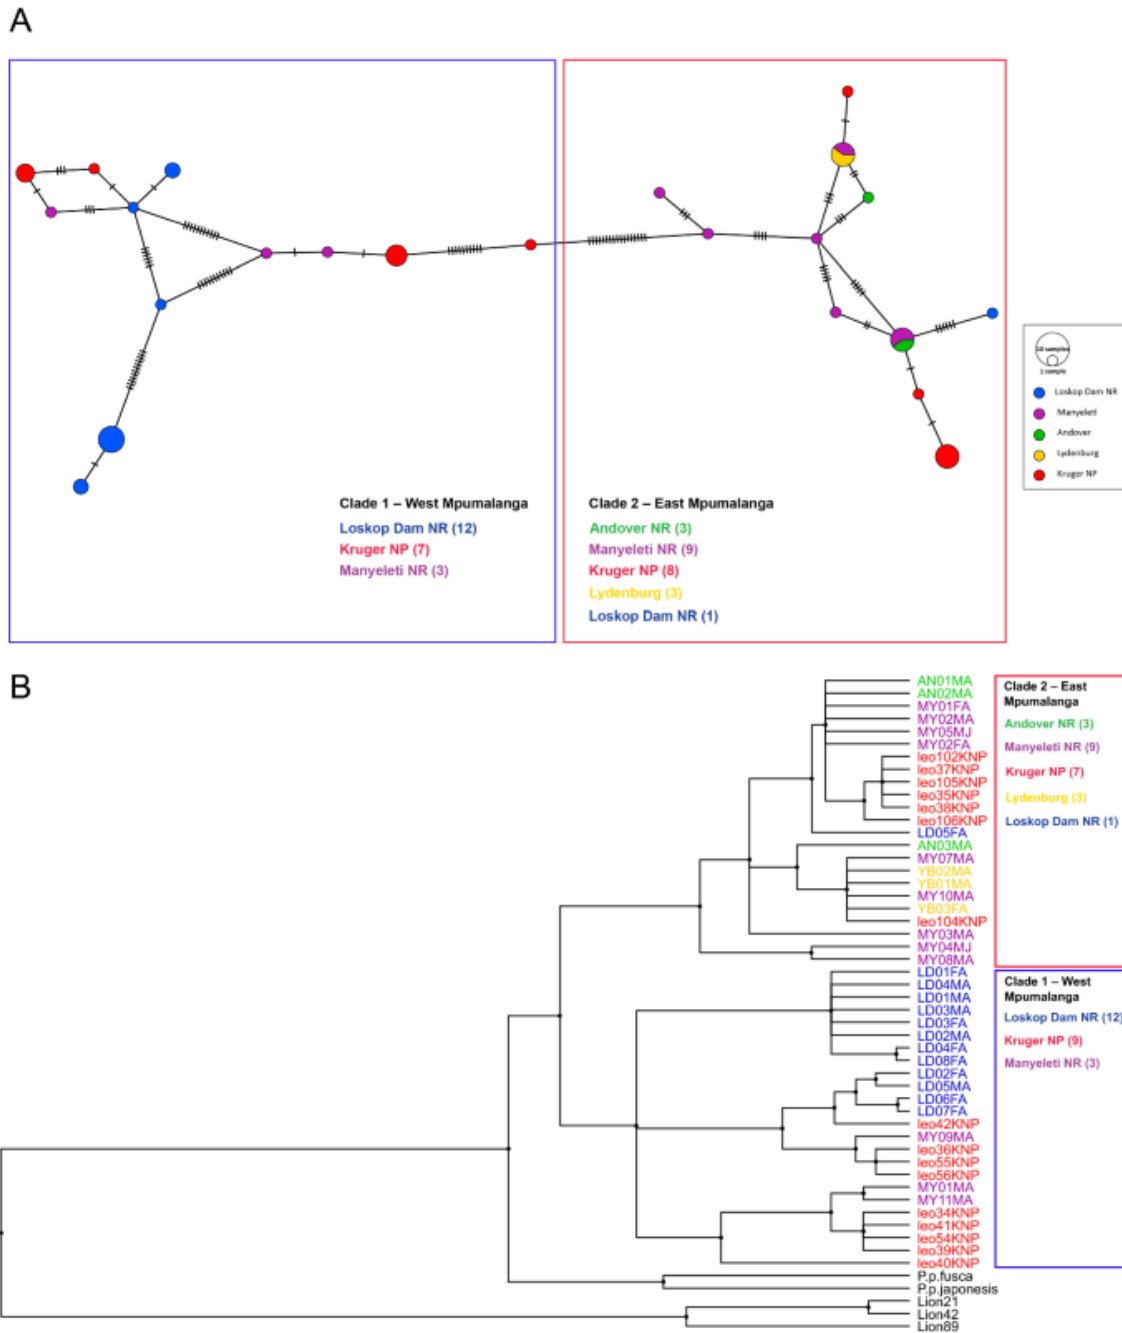 A
10 samples
1 sample
Loskop Dam NR
Manyeleti
Andover
Lydenburg
Kruger NP
Clade 1 – West Mpumalanga
Loskop Dam NR (12)
Kruger NP (7)
Manyeleti NR (3)
Clade 2 – East Mpumalanga
Andover NR (3)
Manyeleti NR (9)
Kruger NP (8)
Lydenburg (3)
Loskop Dam NR (1)
B
AN01MA
AN02MA
MY01FA
MY02MA
MY05MJ
MY02FA
leo102KNP
leo37KNP
leo105KNP
leo35KNP
leo38KNP
leo106KNP
LD05FA
AN03MA
MY07MA
YB02MA
YB01MA
MY10MA
YB03FA
leo104KNP
MY03MA
MY04MJ
MY08MA
LD01FA
LD04MA
LD01MA
LD03MA
LD03FA
LD02MA
LD04FA
LD08FA
LD02FA
LD05MA
LD06FA
LD07FA
leo42KNP
MY09MA
leo36KNP
leo55KNP
leo56KNP
MY01MA
MY11MA
leo34KNP
leo41KNP
leo54KNP
leo39KNP
leo40KNP
P.p.fusca
P.p.japonesis
Lion21
Lion42
Lion89
Clade 2 – East
Mpumalanga
Andover NR (3)
Manyeleti NR (9)
Kruger NP (7)
Lydenburg (3)
Loskop Dam NR (1)
Clade 1 – West
Mpumalanga
Loskop Dam NR (12)
Kruger NP (9)
Manyeleti NR (3)